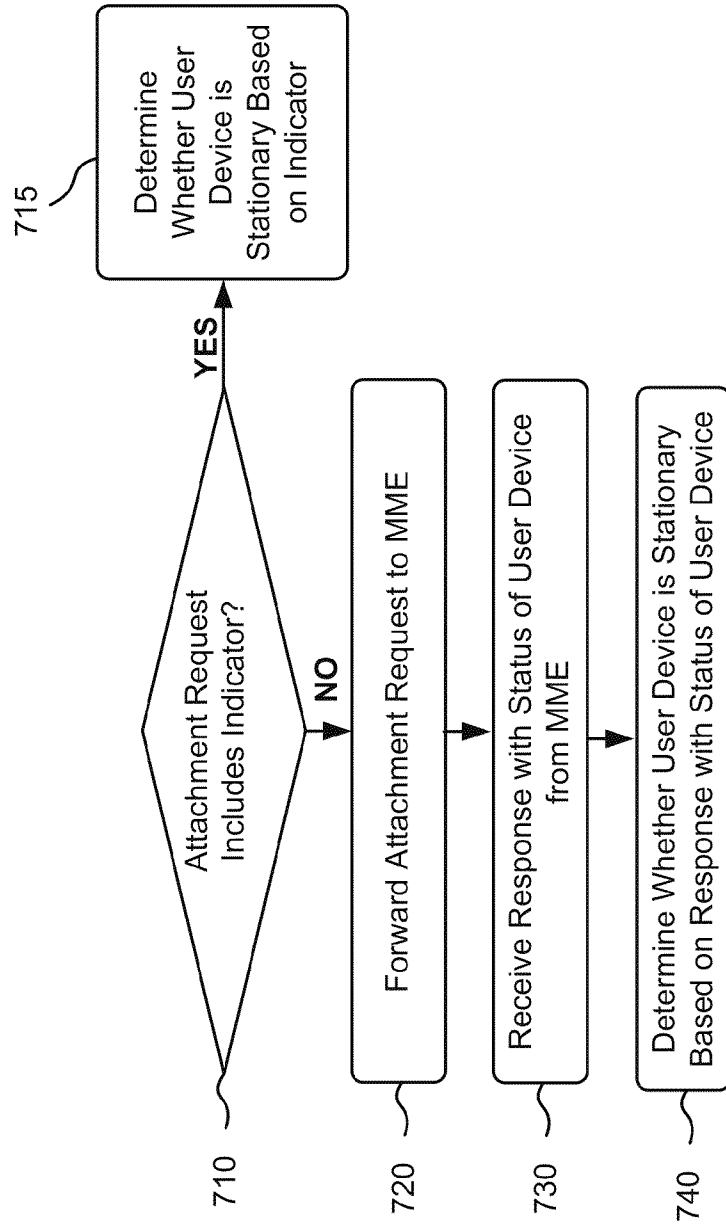 710
Attachment Request
Includes Indicator?
YES
715
Determine
Whether User
Device is
Stationary Based
on Indicator
NO
720
Forward Attachment Request to MME
730
Receive Response with Status of User Device
from MME
740
Determine Whether User Device is Stationary
Based on Response with Status of User Device